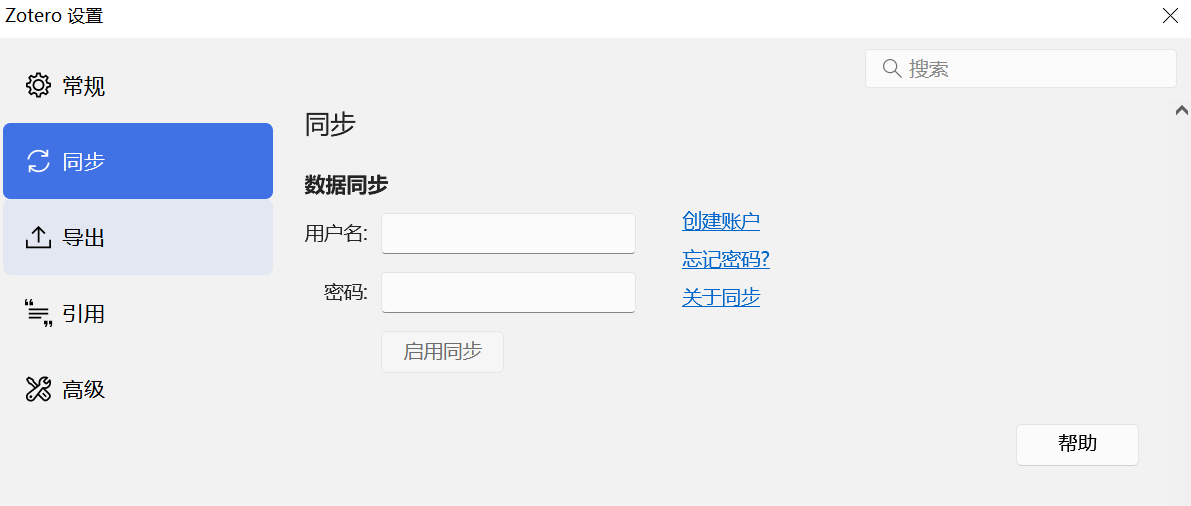 Zotero 设置
搜索
常规
同步
导出
引用
高级
同步
数据同步
用户名:
密码:
启用同步
创建账户
忘记密码?
关于同步
帮助